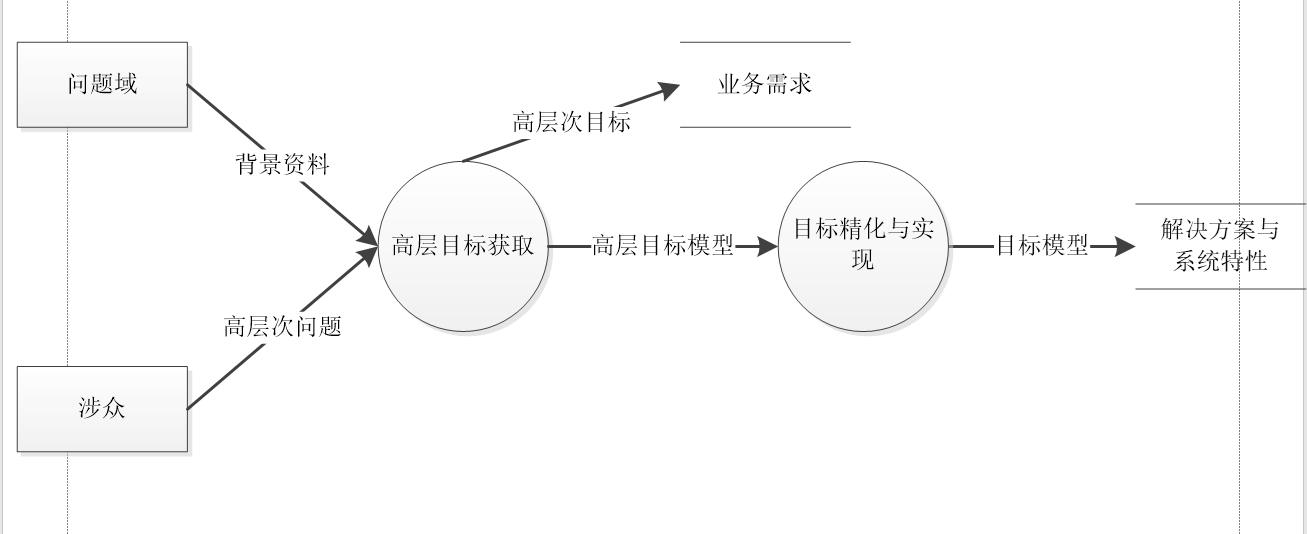 问题域
业务需求
高层次目标
背景资料
高层目标获取
高层目标模型
目标精化与实
现
目标模型
解决方案与
系统特性
高层次问题
涉众